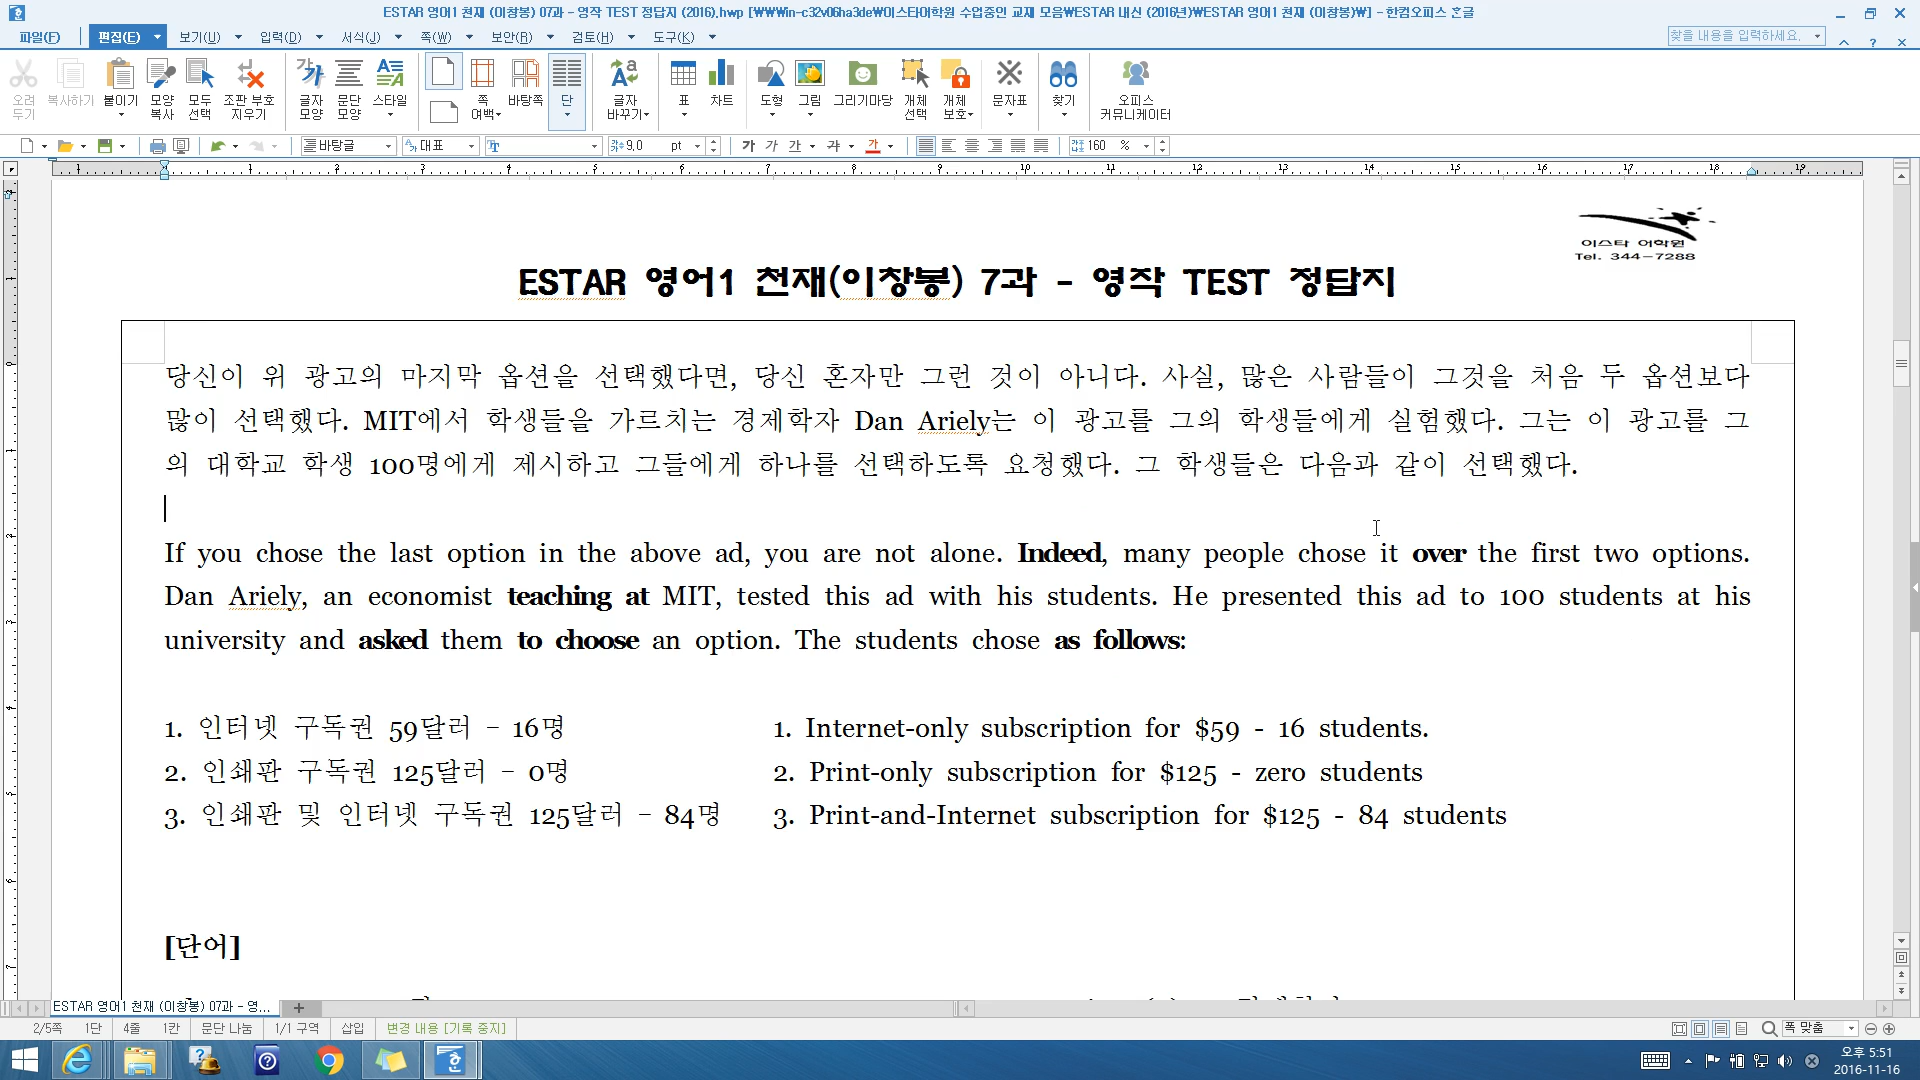 ESTAR 영어1 천재 (이창봉) 07과 - 영작 TEST 정답지 (2016).hwp [₩₩Win-c32v06ha3de₩이스타어학원 수업중인 교재 모음₩ESTAR 내신 (2016년)₩ESTAR 영어1 천재 (이창봉)₩] - 한컴오피스 한글
파일(F) 편집(E) 보기(U) 입력(D) 서식(J) 쪽(W) 보안(R) 검토(H) 도구(K) 찾을 내용을 입력하세요.
오려 두기 복사하기 붙이기 모양 복사 모두 선택 조판 부호 지우기 글자 모양 문단 모양 스타일 쪽 여백 바탕쪽 단 글자 바꾸기 표 차트 도형 그림 그리기마당 개체 선택 개체 보호 문자표 찾기 오피스 커뮤니케이터
바탕글 대표 9,0 pt 가 가 가 가 가 160 %
이스타 어학원
Tel. 344-7288
ESTAR 영어1 천재(이창봉) 7과 - 영작 TEST 정답지
당신이 위 광고의 마지막 옵션을 선택했다면, 당신 혼자만 그런 것이 아니다. 사실, 많은 사람들이 그것을 처음 두 옵션보다
많이 선택했다. MIT에서 학생들을 가르치는 경제학자 Dan Ariely는 이 광고를 그의 학생들에게 실험했다. 그는 이 광고를 그
의 대학교 학생 100명에게 제시하고 그들에게 하나를 선택하도록 요청했다. 그 학생들은 다음과 같이 선택했다.
If you chose the last option in the above ad, you are not alone. Indeed, many people chose it over the first two options.
Dan Ariely, an economist teaching at MIT, tested this ad with his students. He presented this ad to 100 students at his
university and asked them to choose an option. The students chose as follows:
1. 인터넷 구독권 59달러 - 16명 1. Internet-only subscription for $59 - 16 students.
2. 인쇄판 구독권 125달러 - 0명 2. Print-only subscription for $125 - zero students
3. 인쇄판 및 인터넷 구독권 125달러 - 84명 3. Print-and-Internet subscription for $125 - 84 students
[단어]
ESTAR 영어1 천재 (이창봉) 07과 - 영...
2/5쪽 1단 4줄 1칸 문단 나눔 1/1 구역 삽입 변경 내용 [기록 중지] 폭 맞춤
오후 5:51
2016-11-16